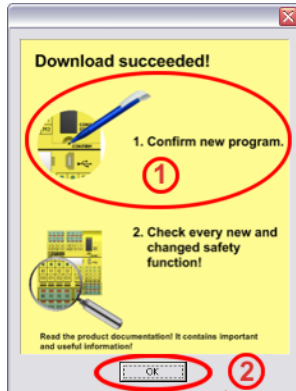 Download succeeded!
1. Confirm new program.
1
2. Check every new and
changed safety
function!
Read the product documentation! It contains important
and useful information!
OK
2